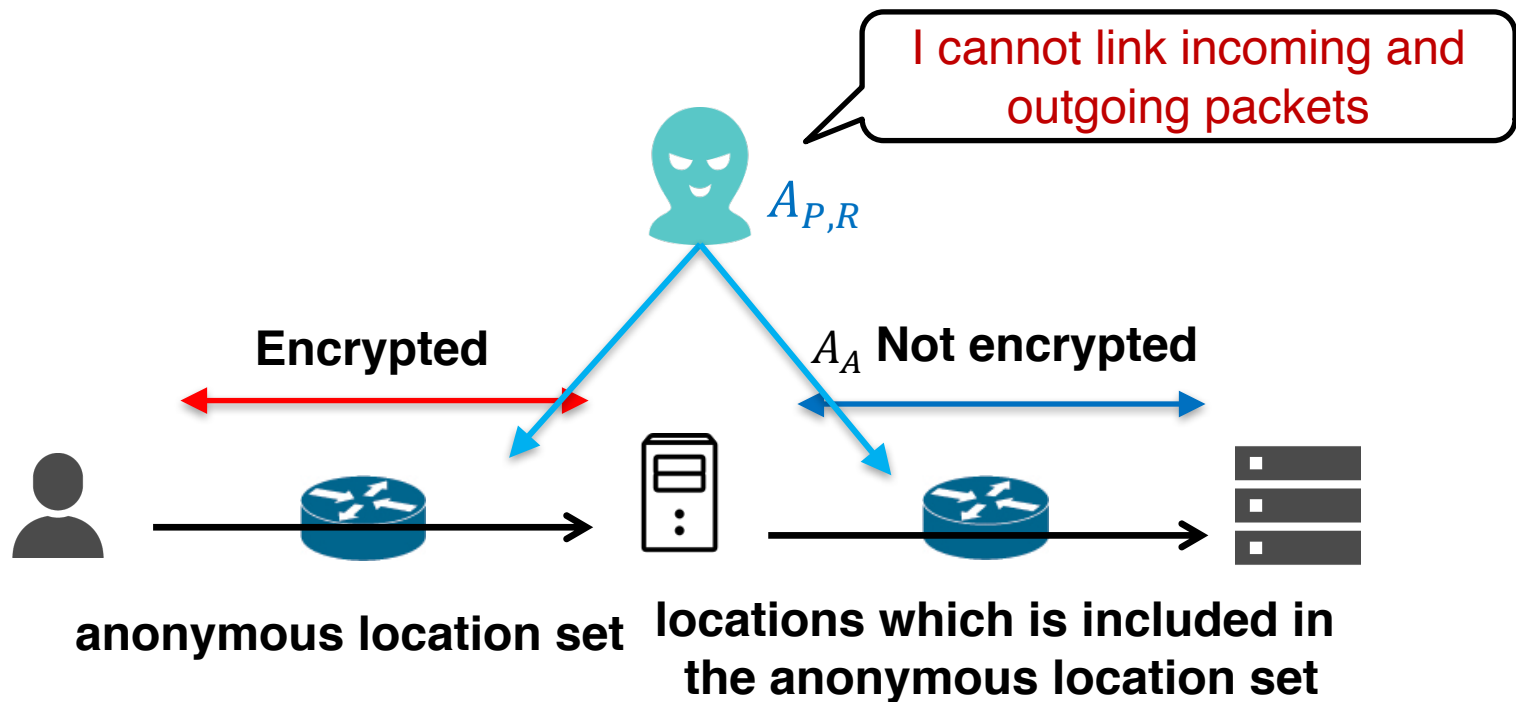 I cannot link incoming and
outgoing packets
A_{P,R}
Encrypted
A_A Not encrypted
anonymous location set
locations which is included in
the anonymous location set